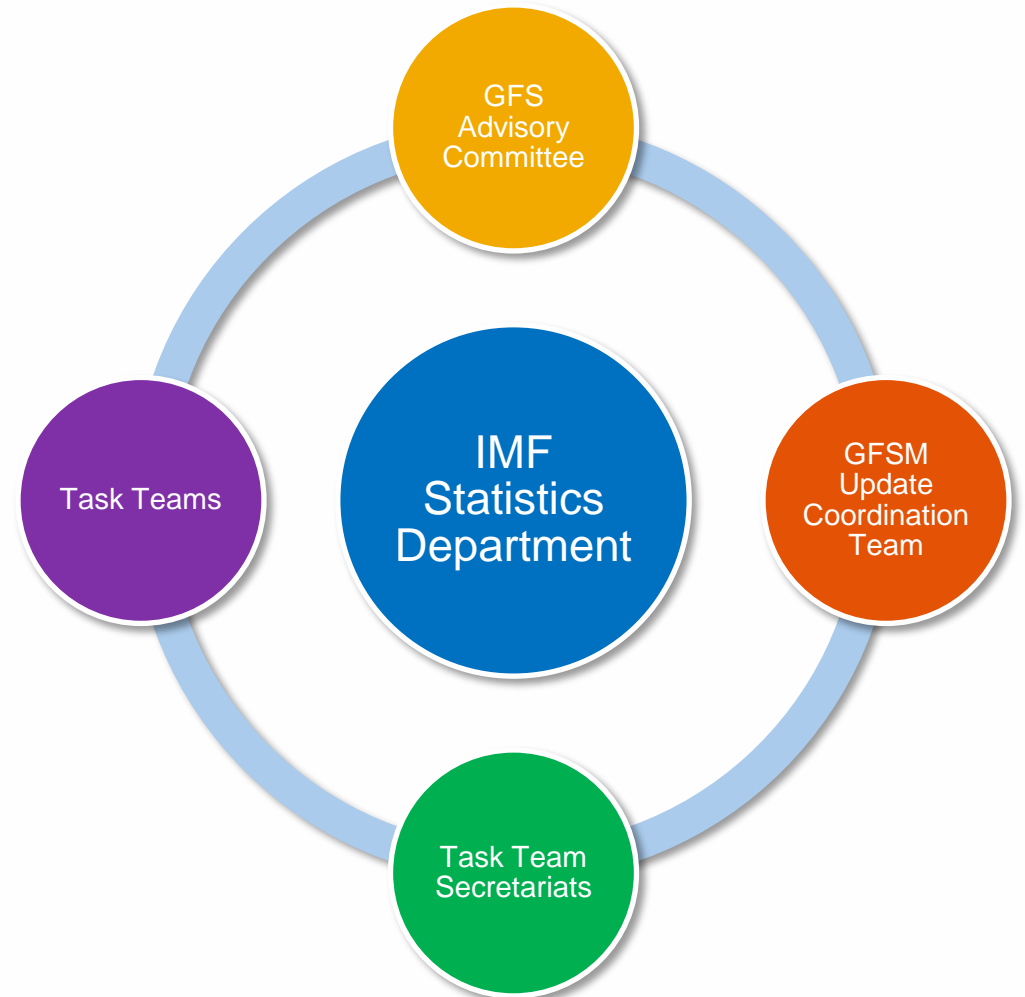 GFS
Advisory
Committee
IMF
Statistics
Department
GFSM
Update
Coordination
Team
Task Teams
Task Team
Secretariats